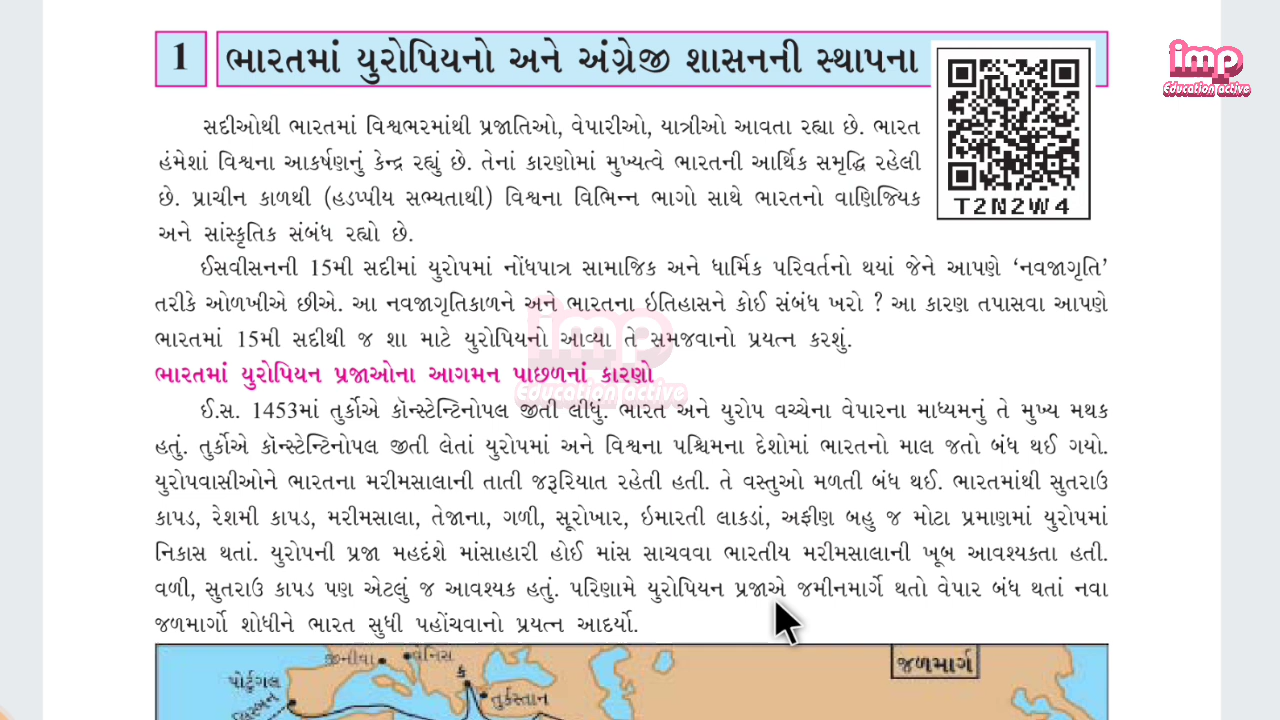 1 ભારતમાં યુરોપિયનો અને અંગ્રેજી શાસનની સ્થાપના
imp
Education active
સદીઓથી ભારતમાં વિશ્વભરમાંથી પ્રજાતિઓ, વેપારીઓ, યાત્રીઓ આવતા રહ્યા છે. ભારત
હંમેશાં વિશ્વના આકર્ષણનું કેન્દ્ર રહ્યું છે. તેનાં કારણોમાં મુખ્યત્વે ભારતની આર્થિક સમૃદ્ધિ રહેલી
છે. પ્રાચીન કાળથી (હડપ્પીય સભ્યતાથી) વિશ્વના વિભિન્ન ભાગો સાથે ભારતનો વાણિજ્યિક
અને સાંસ્કૃતિક સંબંધ રહ્યો છે.
T2N2W4
ઈસવીસનની 15મી સદીમાં યુરોપમાં નોંધપાત્ર સામાજિક અને ધાર્મિક પરિવર્તનો થયાં જેને આપણે ‘નવજાગૃતિ’
તરીકે ઓળખીએ છીએ. આ નવજાગૃતિકાળને અને ભારતના ઇતિહાસને કોઈ સંબંધ ખરો ? આ કારણ તપાસવા આપણે
ભારતમાં 15મી સદીથી જ શા માટે યુરોપિયનો આવ્યા તે સમજવાનો પ્રયત્ન કરશું.
imp
Education active
ભારતમાં યુરોપિયન પ્રજાઓના આગમન પાછળનાં કારણો
ઈ.સ. 1453માં તુર્કોએ કૉન્સ્ટેન્ટિનોપલ જીતી લીધું. ભારત અને યુરોપ વચ્ચેના વેપારના માધ્યમનું તે મુખ્ય મથક
હતું. તુર્કોએ કૉન્સ્ટેન્ટિનોપલ જીતી લેતાં યુરોપમાં અને વિશ્વના પશ્ચિમના દેશોમાં ભારતનો માલ જતો બંધ થઈ ગયો.
યુરોપવાસીઓને ભારતના મરીમસાલાની તાતી જરૂરિયાત રહેતી હતી. તે વસ્તુઓ મળતી બંધ થઈ. ભારતમાંથી સુતરાઉ
કાપડ, રેશમી કાપડ, મરીમસાલા, તેજાના, ગળી, સૂરોખાર, ઇમારતી લાકડાં, અફીણ બહુ જ મોટા પ્રમાણમાં યુરોપમાં
નિકાસ થતાં. યુરોપની પ્રજા મહદંશે માંસાહારી હોઈ માંસ સાચવવા ભારતીય મરીમસાલાની ખૂબ આવશ્યકતા હતી.
વળી, સુતરાઉ કાપડ પણ એટલું જ આવશ્યક હતું. પરિણામે યુરોપિયન પ્રજાએ જમીનમાર્ગે થતો વેપાર બંધ થતાં નવા
જળમાર્ગો શોધીને ભારત સુધી પહોંચવાનો પ્રયત્ન આદર્યો.
જીનીવા
વેનિસ
જળમાર્ગ
પોર્ટુગલ
કં
તુર્કસ્તાન
લિસ્બન